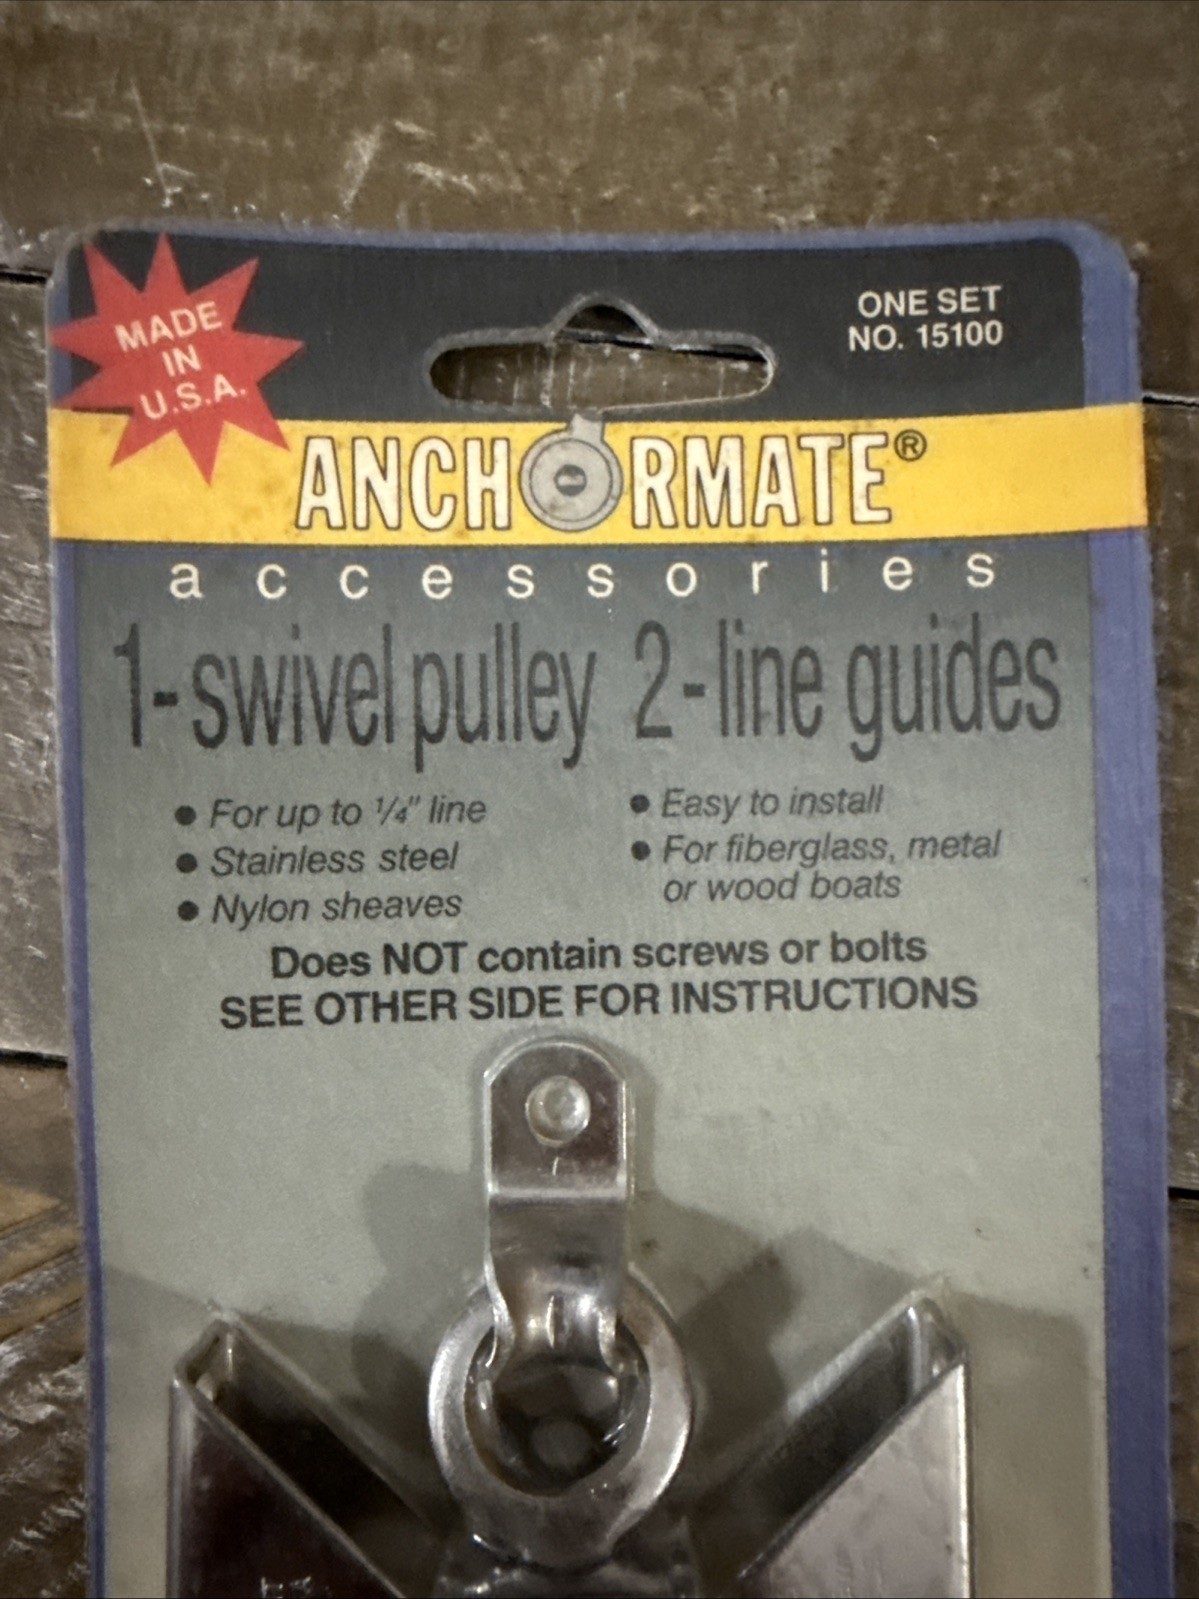 MADE
IN
U.S.A.
ONE SET
NO. 15100
ANCHORMATE®
accessories
1-swivel pulley 2-line guides
• For up to 1/4" line
• Stainless steel
• Nylon sheaves
• Easy to install
• For fiberglass, metal
or wood boats
Does NOT contain screws or bolts
SEE OTHER SIDE FOR INSTRUCTIONS